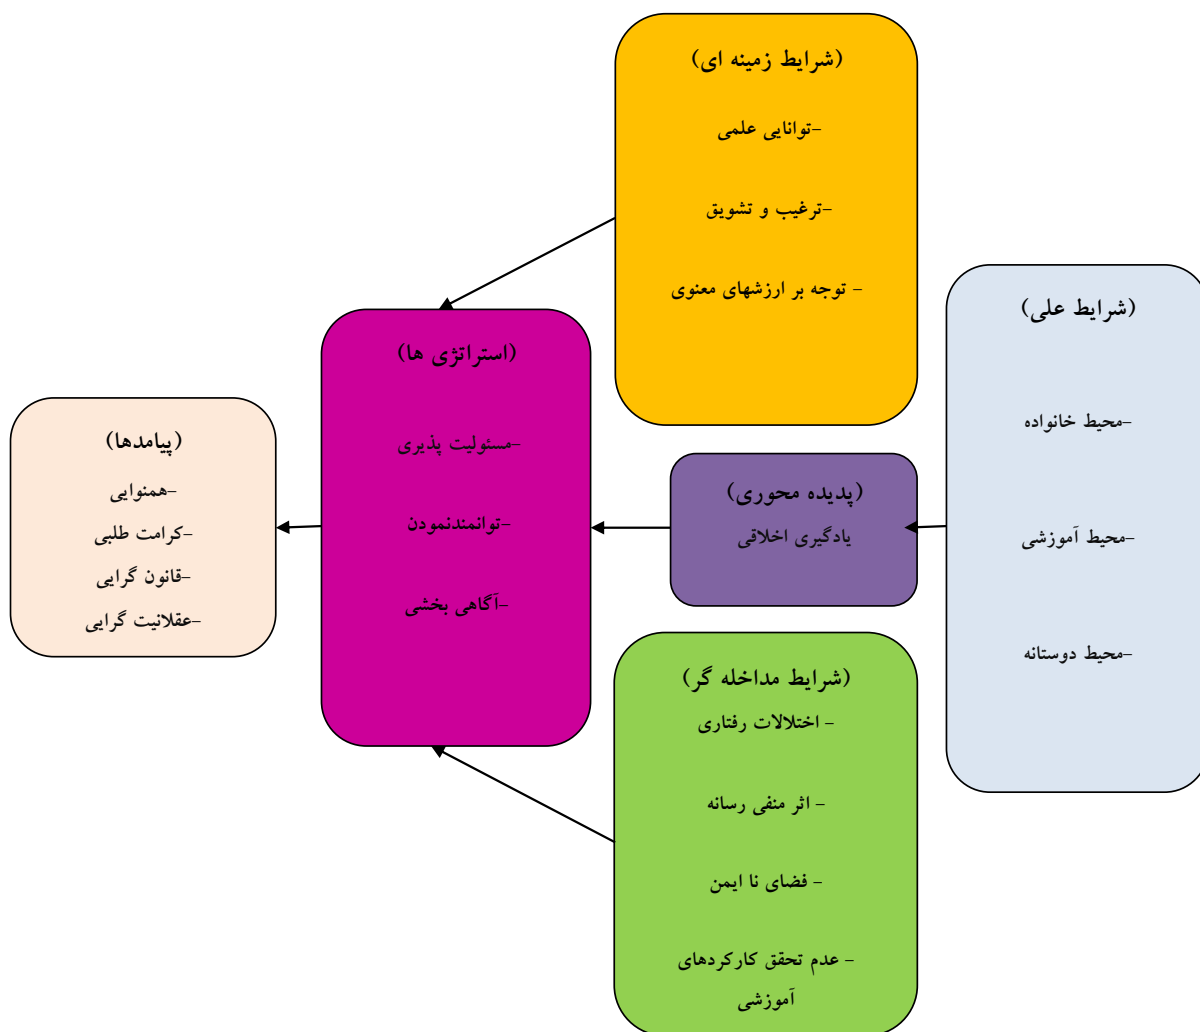 (شرایط زمینه ای)
-توانایی علمی
-ترغیب و تشویق
- توجه بر ارزشهای معنوی
(شرایط علی)
-محیط خانواده
-محیط آموزشی
-محیط دوستانه
(استراتژی ها)
-مسئولیت پذیری
-توانمندنمودن
-آگاهی بخشی
(پدیده محوری)
یادگیری اخلاقی
(پیامدها)
-همنوایی
-کرامت طلبی
-قانون گرایی
-عقلانیت گرایی
(شرایط مداخله گر)
- اختلالات رفتاری
- اثر منفی رسانه
- فضای نا ایمن
- عدم تحقق کارکردهای
آموزشی